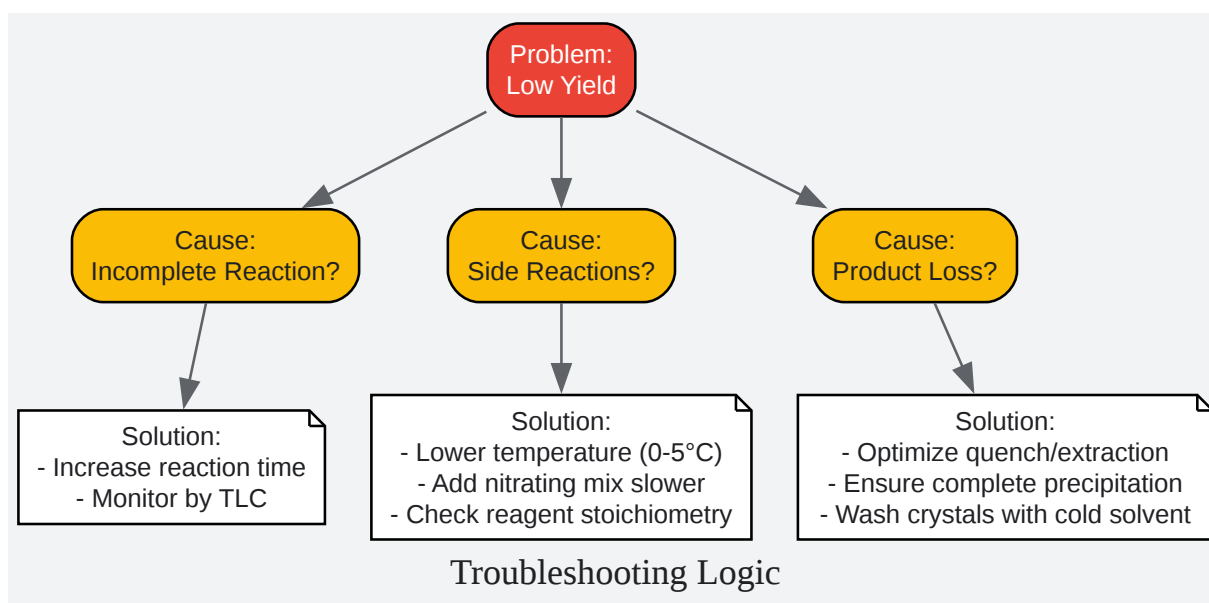 Problem:
Low Yield
Cause:
Incomplete Reaction?
Cause:
Side Reactions?
Cause:
Product Loss?
Solution:
- Increase reaction time
- Monitor by TLC
Solution:
- Lower temperature (0-5°C)
- Add nitrating mix slower
- Check reagent stoichiometry
Solution:
- Optimize quench/extraction
- Ensure complete precipitation
- Wash crystals with cold solvent
Troubleshooting Logic